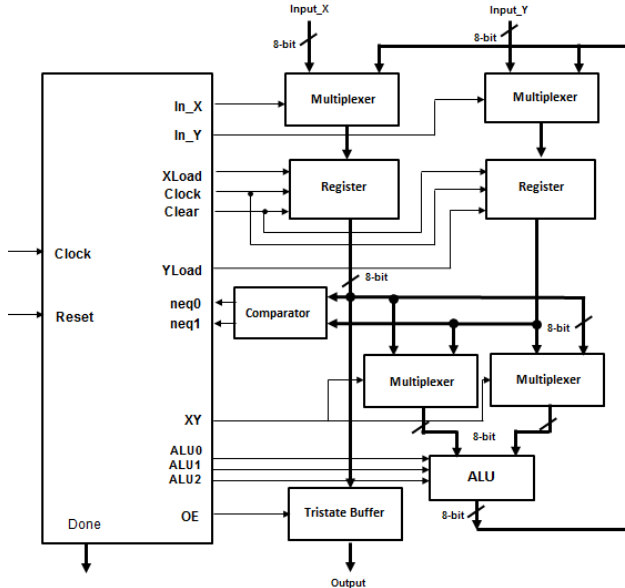 Input_X
Input_Y
8-bit
8-bit
Multiplexer
Multiplexer
In_X
In_Y
XLoad
Clock
Clear
Register
Register
Clock
YLoad
8-bit
neq0
neq1
Comparator
8-bit
Reset
Multiplexer
Multiplexer
XY
8-bit
ALU0
ALU1
ALU2
ALU
OE
Tristate Buffer
8-bit
Done
Output